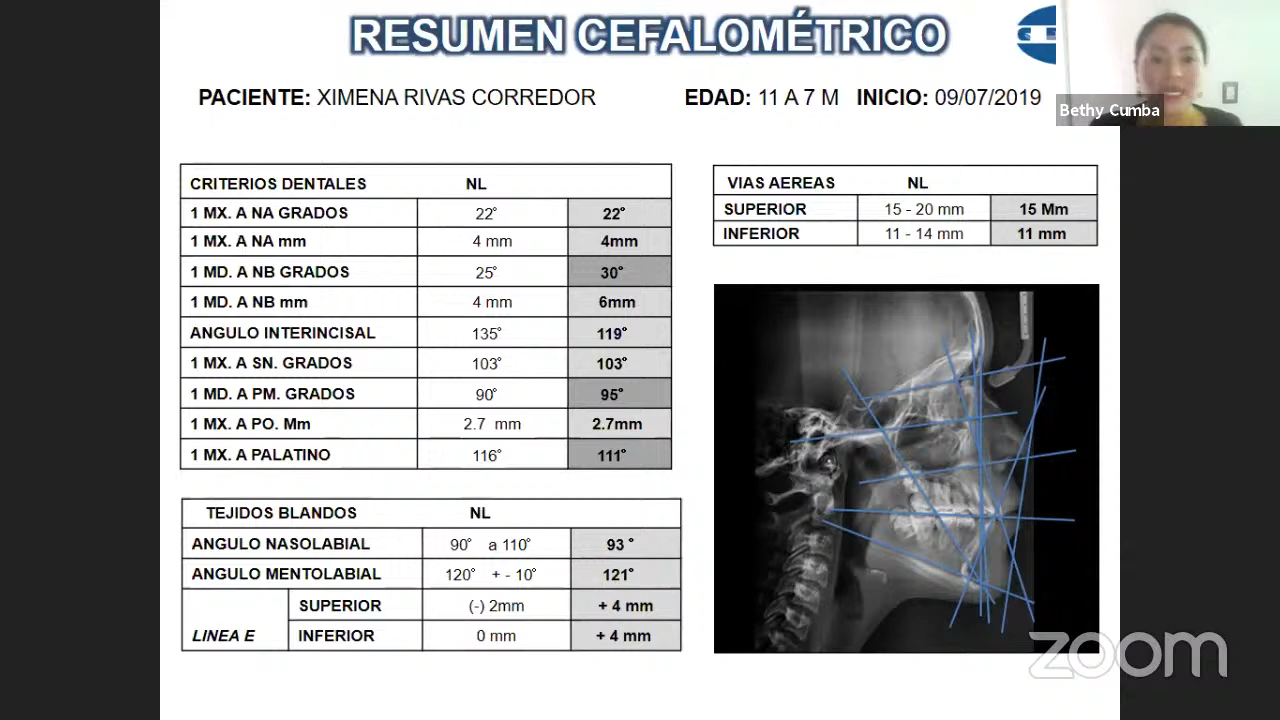 RESUMEN CEFALOMÉTRICO
PACIENTE: XIMENA RIVAS CORREDOR EDAD: 11 A 7 M INICIO: 09/07/2019
Bethy Cumba
CRITERIOS DENTALES NL
1 MX. A NA GRADOS 22° 22°
1 MX. A NA mm 4 mm 4mm
1 MD. A NB GRADOS 25° 30°
1 MD. A NB mm 4 mm 6mm
ANGULO INTERINCISAL 135° 119°
1 MX. A SN. GRADOS 103° 103°
1 MD. A PM. GRADOS 90° 95°
1 MX. A PO. Mm 2.7 mm 2.7mm
1 MX. A PALATINO 116° 111°
VIAS AEREAS NL
SUPERIOR 15 - 20 mm 15 Mm
INFERIOR 11 - 14 mm 11 mm
TEJIDOS BLANDOS NL
ANGULO NASOLABIAL 90° a 110° 93 °
ANGULO MENTOLABIAL 120° + - 10° 121°
LINEA E SUPERIOR (-) 2mm + 4 mm
INFERIOR 0 mm + 4 mm
zoom